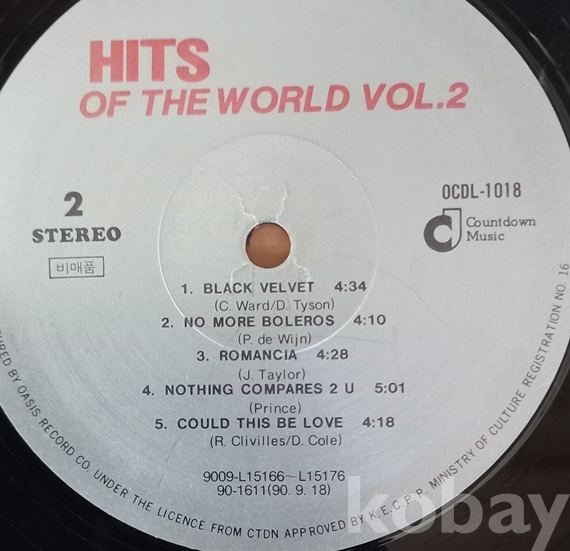 HITS
OF THE WORLD VOL.2
2
STEREO
비매품
OCDL-1018
Countdown
Music
1. BLACK VELVET 4:34
(C. Ward/D. Tyson)
2. NO MORE BOLEROS 4:10
(P. de Wijn)
3. ROMANCIA 4:28
(J. Taylor)
4. NOTHING COMPARES 2 U 5:01
(Prince)
5. COULD THIS BE LOVE 4:18
(R. Clivilles/D. Cole)
9009-L15166~L15176
90-1611(90. 9. 18)
BY OASIS RECORD CO. UNDER THE LICENCE FROM CTDN APPROVED BY K.E.C.P.P. MINISTRY OF CULTURE REGISTRATION NO. 16
kobay